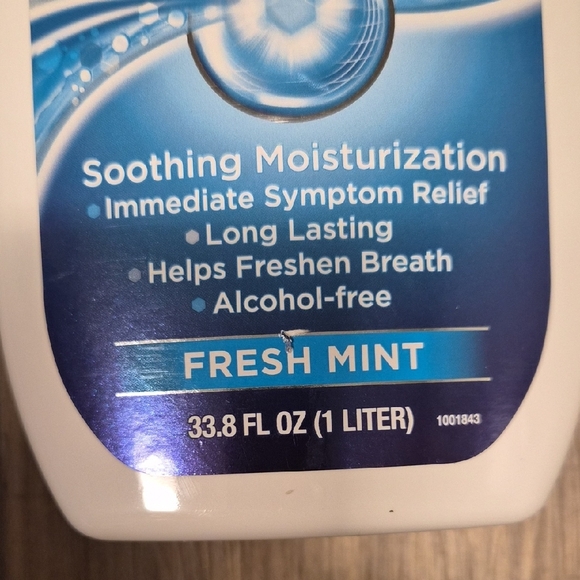 Soothing Moisturization
Immediate Symptom Relief
Long Lasting
Helps Freshen Breath
Alcohol-free
FRESH MINT
33.8 FL OZ (1 LITER) 1001843